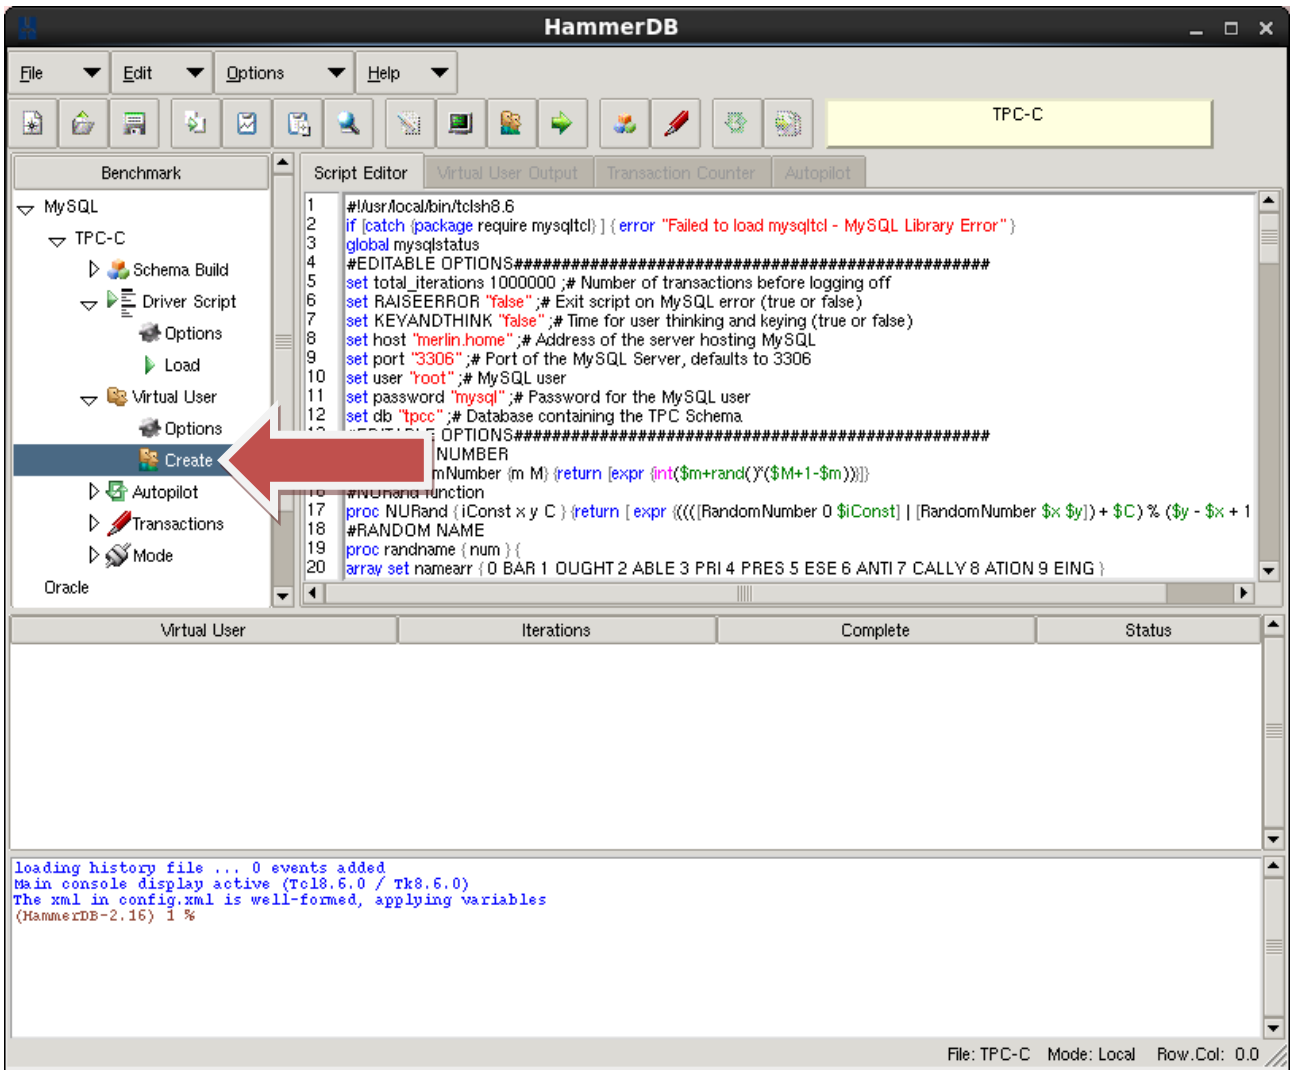 HammerDB
File Edit Options Help
TPC-C
Benchmark
MySQL
TPC-C
Schema Build
Driver Script
Options
Load
Virtual User
Options
Create
Autopilot
Transactions
Mode
Oracle
Script Editor Virtual User Output Transaction Counter Autopilot
1 #!/usr/local/bin/tclsh8.6
2 if [catch {package require mysqltcl} ] { error "Failed to load mysqltcl - MySQL Library Error" }
3 global mysqlstatus
4 #EDITABLE OPTIONS##################################################
5 set total_iterations 1000000 ;# Number of transactions before logging off
6 set RAISEERROR "false" ;# Exit script on MySQL error (true or false)
7 set KEYANDTHINK "false" ;# Time for user thinking and keying (true or false)
8 set host "merlin.home" ;# Address of the server hosting MySQL
9 set port "3306" ;# Port of the MySQL Server, defaults to 3306
10 set user "root" ;# MySQL user
11 set password "mysql" ;# Password for the MySQL user
12 set db "tpcc" ;# Database containing the TPC Schema
OPTIONS##################################################
NUMBER
mNumber {m M} {return [expr {int($m+rand()*($M+1-$m))}]}
16 #NURand function
17 proc NURand { iConst x y C } {return [ expr {((([RandomNumber 0 $iConst] | [RandomNumber $x $y]) + $C) % ($y - $x + 1
18 #RANDOM NAME
19 proc randname { num } {
20 array set namearr { 0 BAR 1 OUGHT 2 ABLE 3 PRI 4 PRES 5 ESE 6 ANTI 7 CALLY 8 ATION 9 EING }
Virtual User Iterations Complete Status
loading history file ... 0 events added
Main console display active (Tcl8.6.0 / Tk8.6.0)
The xml in config.xml is well-formed, applying variables
(HammerDB-2.16) 1 %
File: TPC-C Mode: Local Row.Col: 0.0